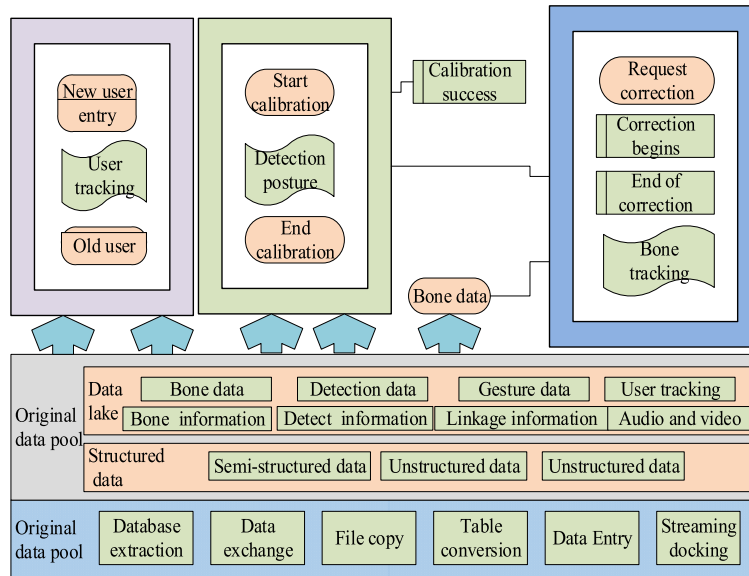 New user
entry
User
tracking
Old user
Start
calibration
Detection
posture
End
calibration
Calibration
success
Bone data
Request
correction
Correction
begins
End of
correction
Bone
tracking
Original
data pool
Data
lake
Bone data
Detection data
Gesture data
User tracking
Bone information
Detect information
Linkage information
Audio and video
Structured
data
Semi-structured data
Unstructured data
Unstructured data
Original
data pool
Database
extraction
Data
exchange
File copy
Table
conversion
Data Entry
Streaming
docking